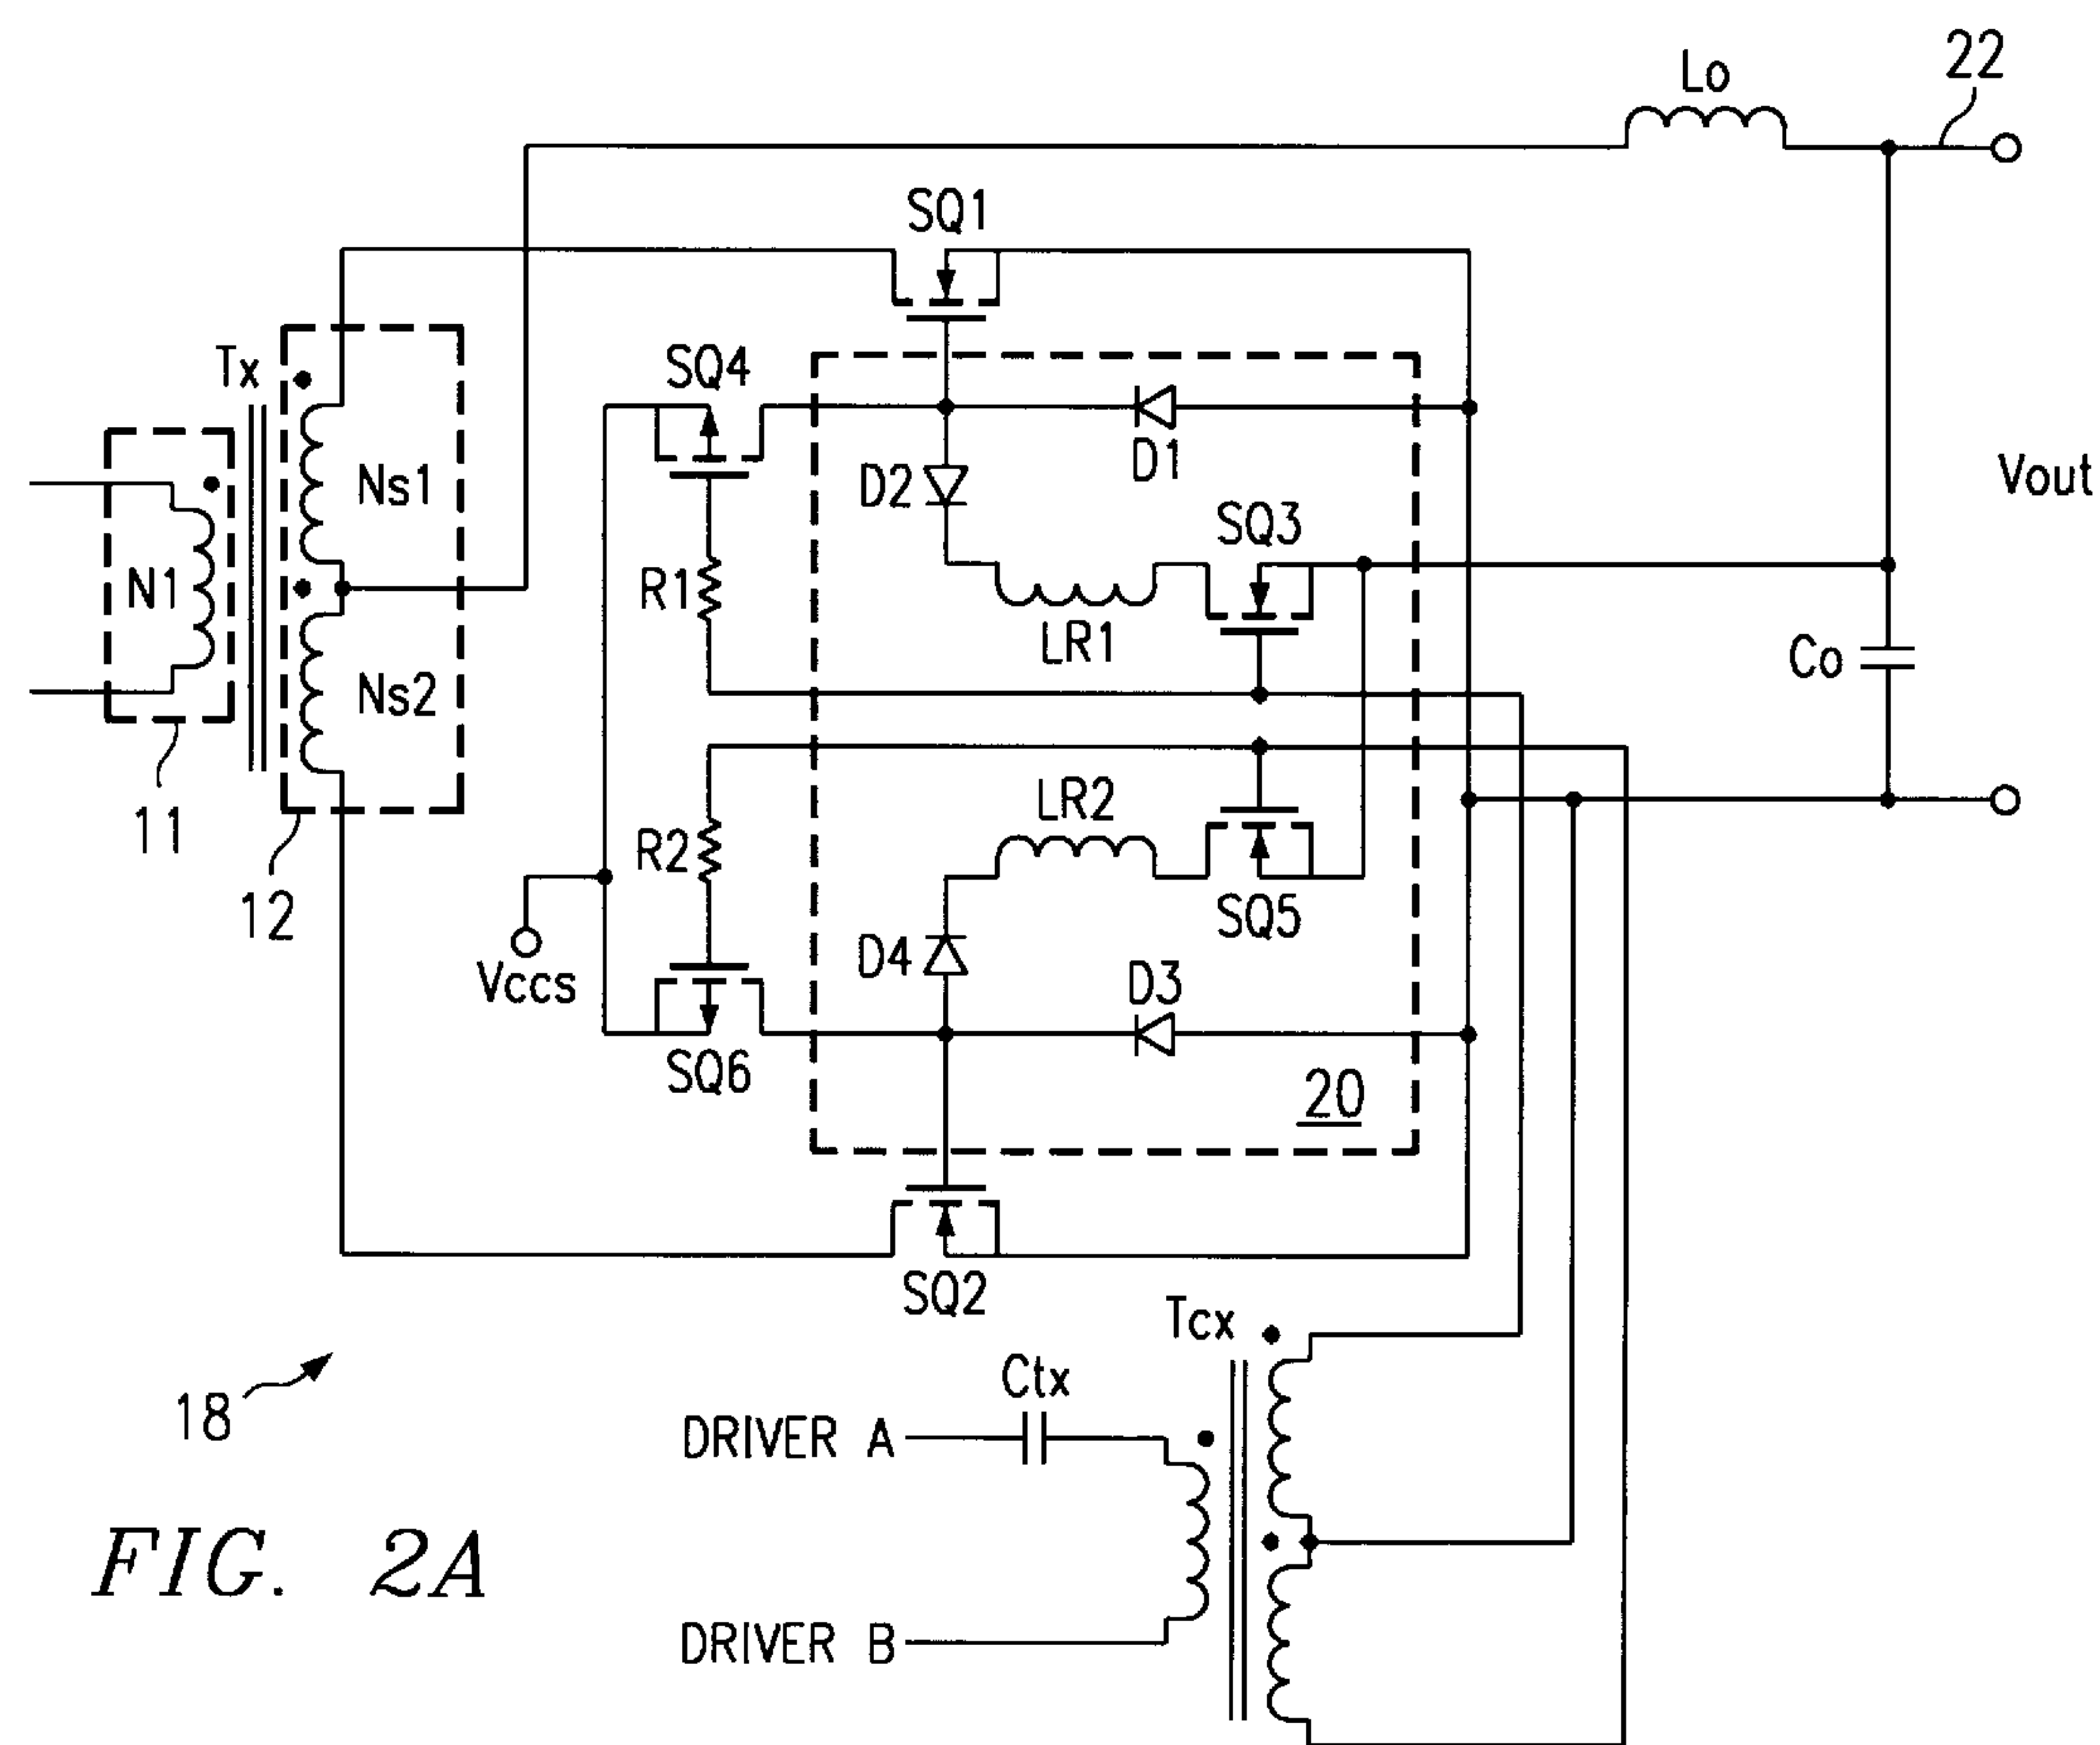 22
Lo
SQ1
SQ4
Tx
D1
D2
Ns1
Vout
SQ3
N1
R1
LR1
Co
Ns2
LR2
11
R2
12
SQ5
D4
D3
Vccs
SQ6
20
SQ2
Tcx
Ctx
18
DRIVER A
FIG. 2A
DRIVER B